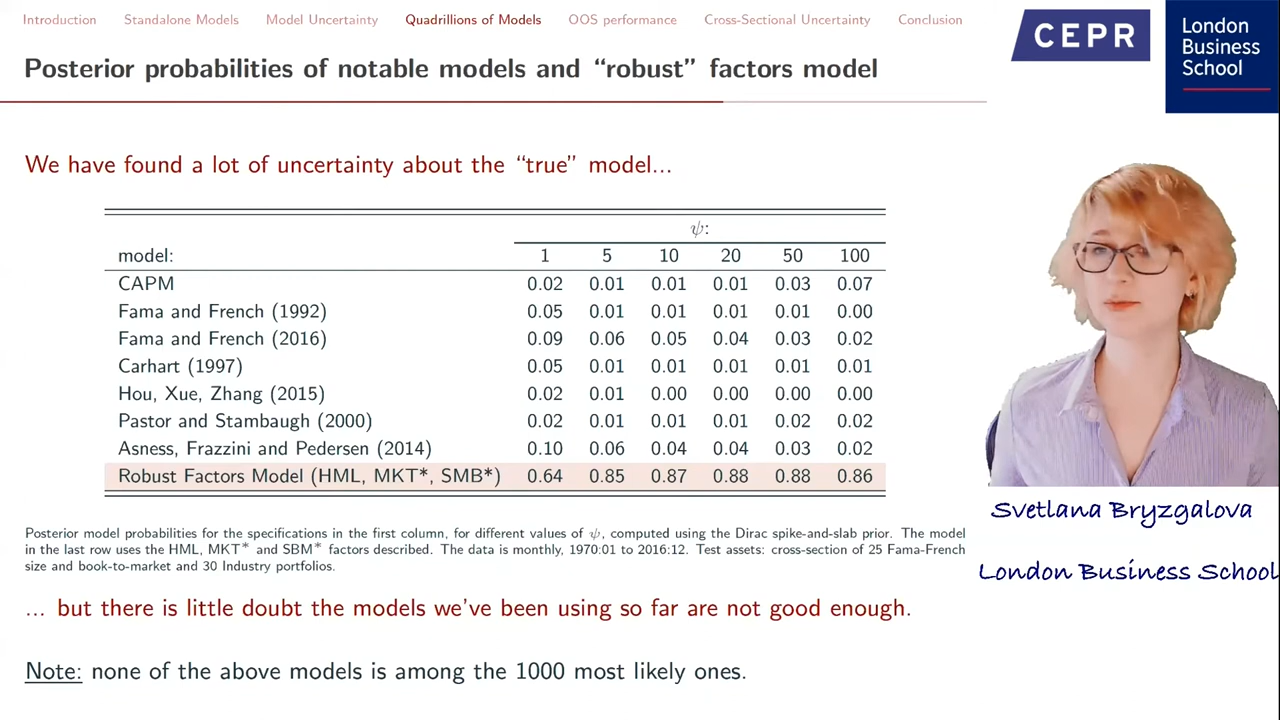 Introduction Standalone Models Model Uncertainty Quadrillions of Models OOS performance Cross-Sectional Uncertainty Conclusion
CEPR
London
Business
School
Posterior probabilities of notable models and “robust” factors model
We have found a lot of uncertainty about the “true” model...
ψ:
model: 1 5 10 20 50 100
CAPM 0.02 0.01 0.01 0.01 0.03 0.07
Fama and French (1992) 0.05 0.01 0.01 0.01 0.01 0.00
Fama and French (2016) 0.09 0.06 0.05 0.04 0.03 0.02
Carhart (1997) 0.05 0.01 0.01 0.01 0.01 0.01
Hou, Xue, Zhang (2015) 0.02 0.01 0.00 0.00 0.00 0.00
Pastor and Stambaugh (2000) 0.02 0.01 0.01 0.01 0.02 0.02
Asness, Frazzini and Pedersen (2014) 0.10 0.06 0.04 0.04 0.03 0.02
Robust Factors Model (HML, MKT*, SMB*) 0.64 0.85 0.87 0.88 0.88 0.86
Posterior model probabilities for the specifications in the first column, for different values of ψ, computed using the Dirac spike-and-slab prior. The model
in the last row uses the HML, MKT* and SBM* factors described. The data is monthly, 1970:01 to 2016:12. Test assets: cross-section of 25 Fama-French
size and book-to-market and 30 Industry portfolios.
... but there is little doubt the models we’ve been using so far are not good enough.
Note: none of the above models is among the 1000 most likely ones.
Svetlana Bryzgalova
London Business School